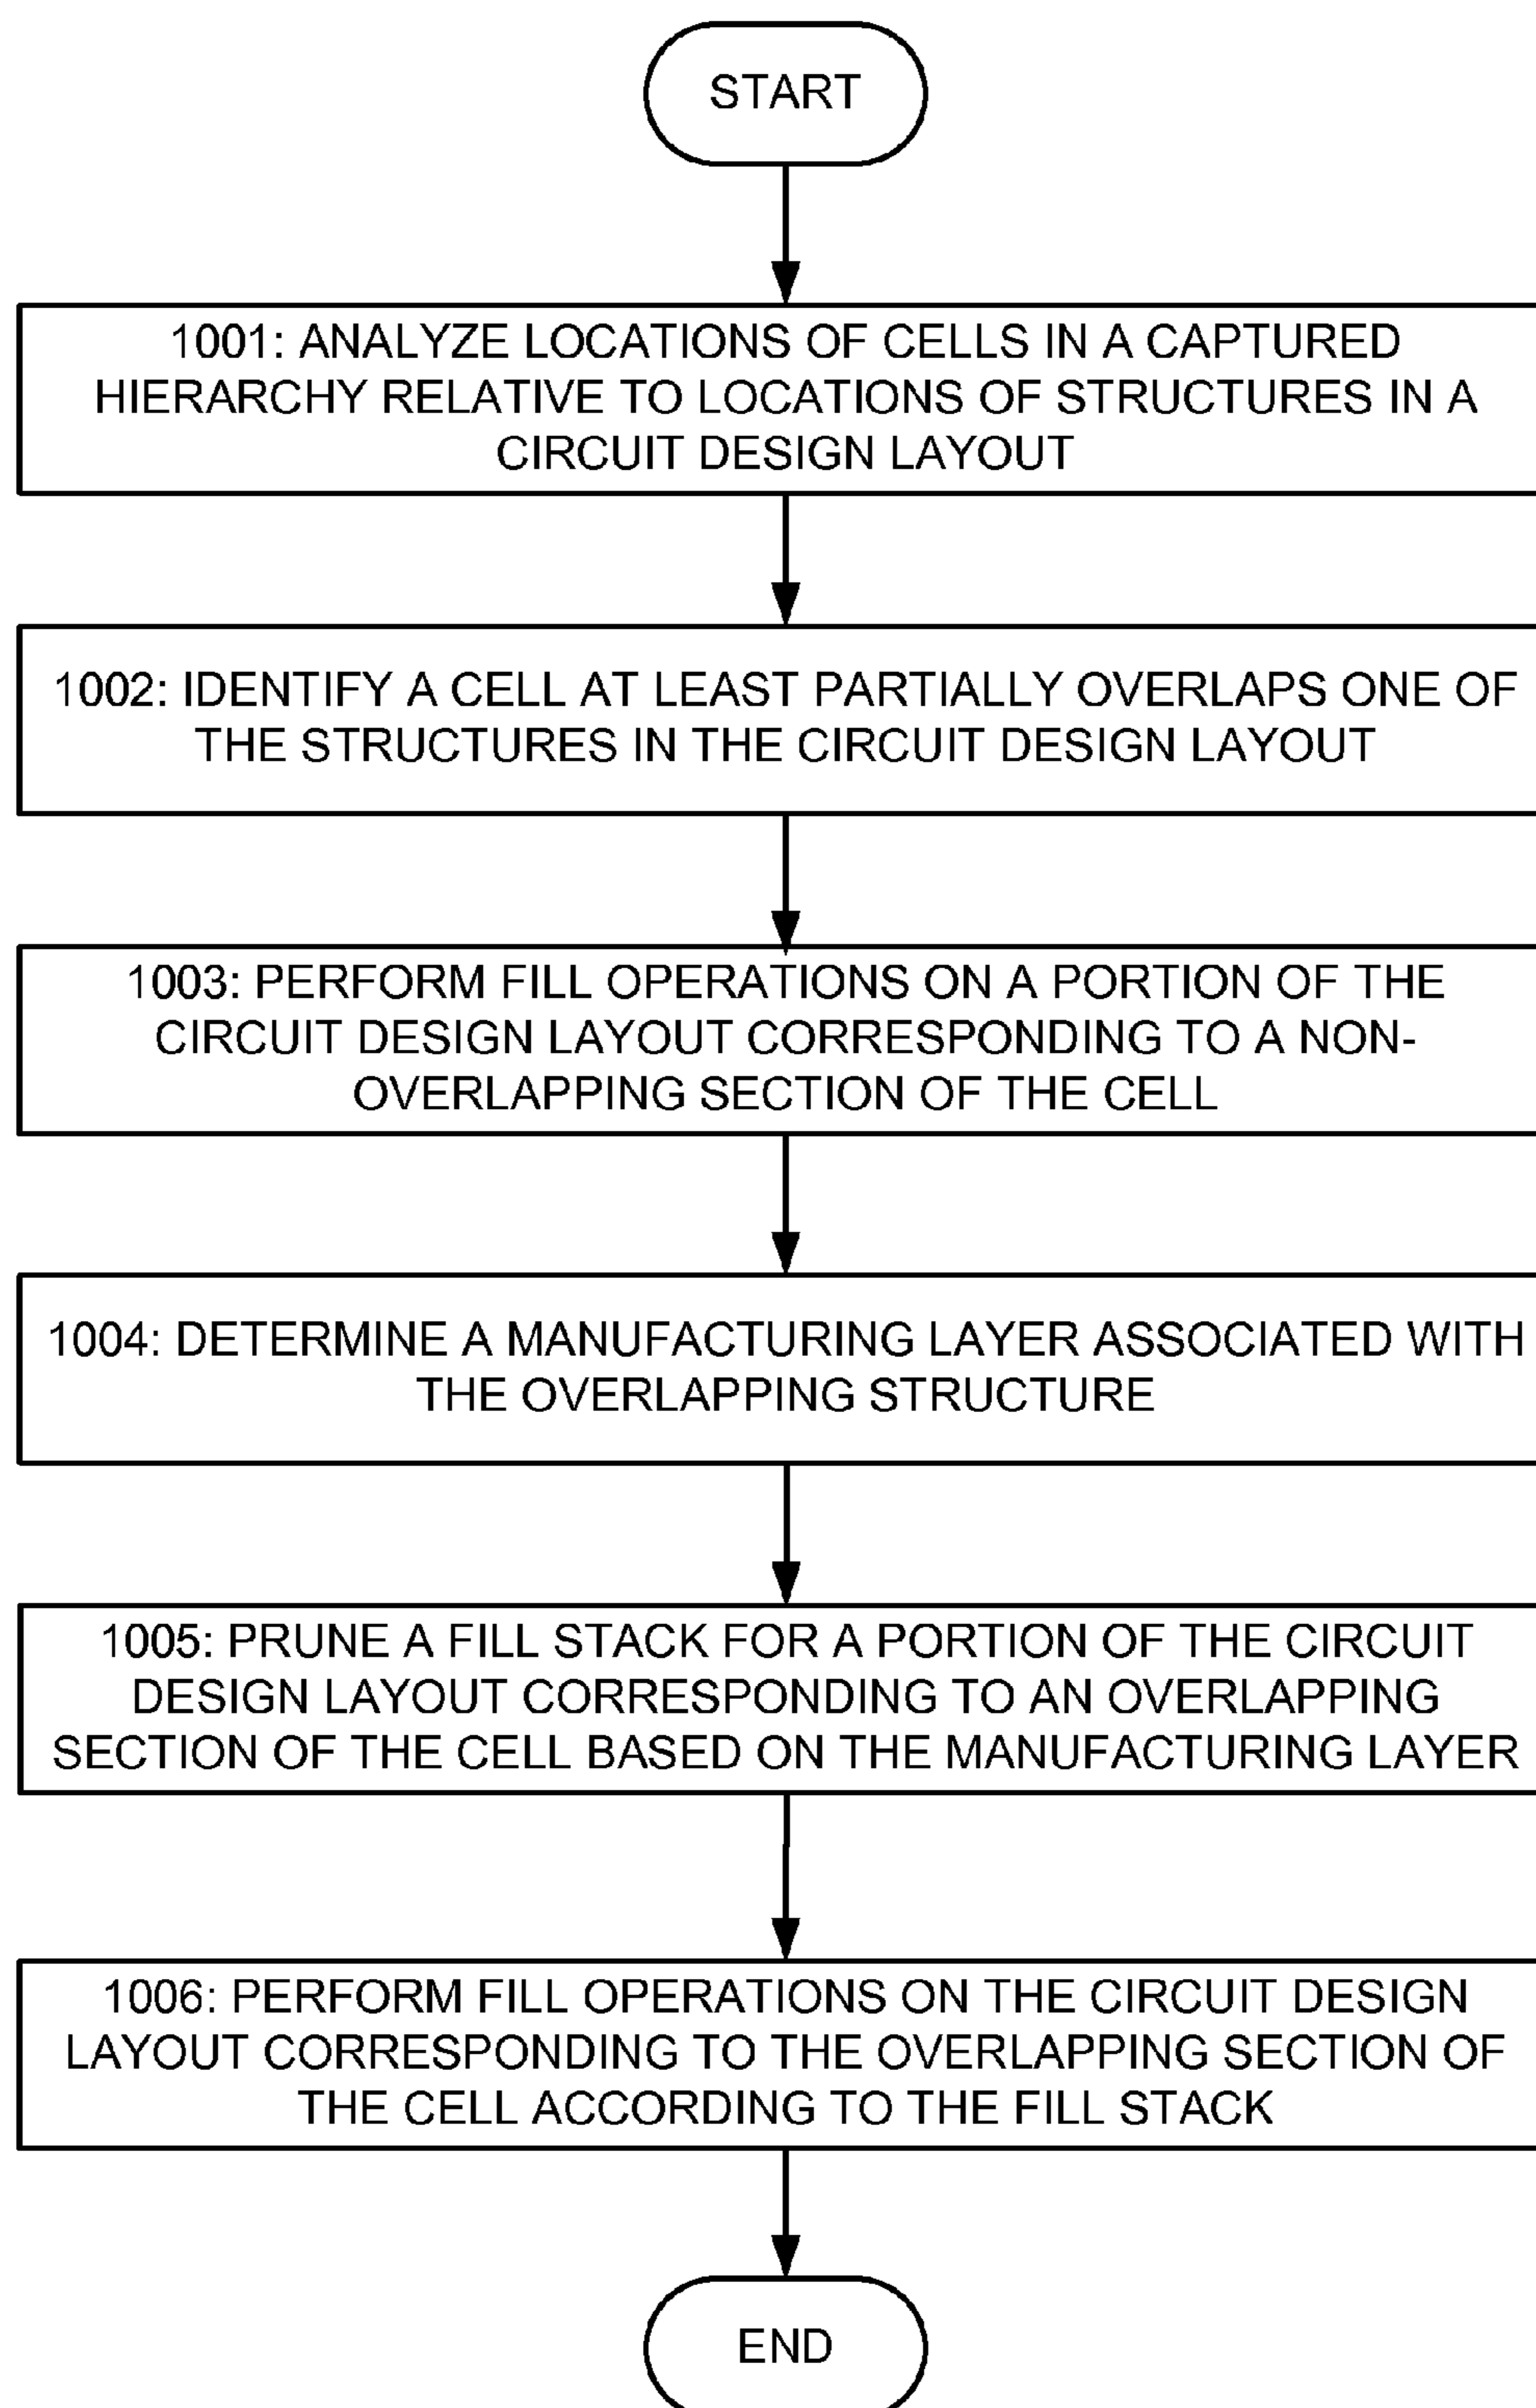 START
1001: ANALYZE LOCATIONS OF CELLS IN A CAPTURED
HIERARCHY RELATIVE TO LOCATIONS OF STRUCTURES IN A
CIRCUIT DESIGN LAYOUT
1002: IDENTIFY A CELL AT LEAST PARTIALLY OVERLAPS ONE OF
THE STRUCTURES IN THE CIRCUIT DESIGN LAYOUT
1003: PERFORM FILL OPERATIONS ON A PORTION OF THE
CIRCUIT DESIGN LAYOUT CORRESPONDING TO A NON-
OVERLAPPING SECTION OF THE CELL
1004: DETERMINE A MANUFACTURING LAYER ASSOCIATED WITH
THE OVERLAPPING STRUCTURE
1005: PRUNE A FILL STACK FOR A PORTION OF THE CIRCUIT
DESIGN LAYOUT CORRESPONDING TO AN OVERLAPPING
SECTION OF THE CELL BASED ON THE MANUFACTURING LAYER
1006: PERFORM FILL OPERATIONS ON THE CIRCUIT DESIGN
LAYOUT CORRESPONDING TO THE OVERLAPPING SECTION OF
THE CELL ACCORDING TO THE FILL STACK
END